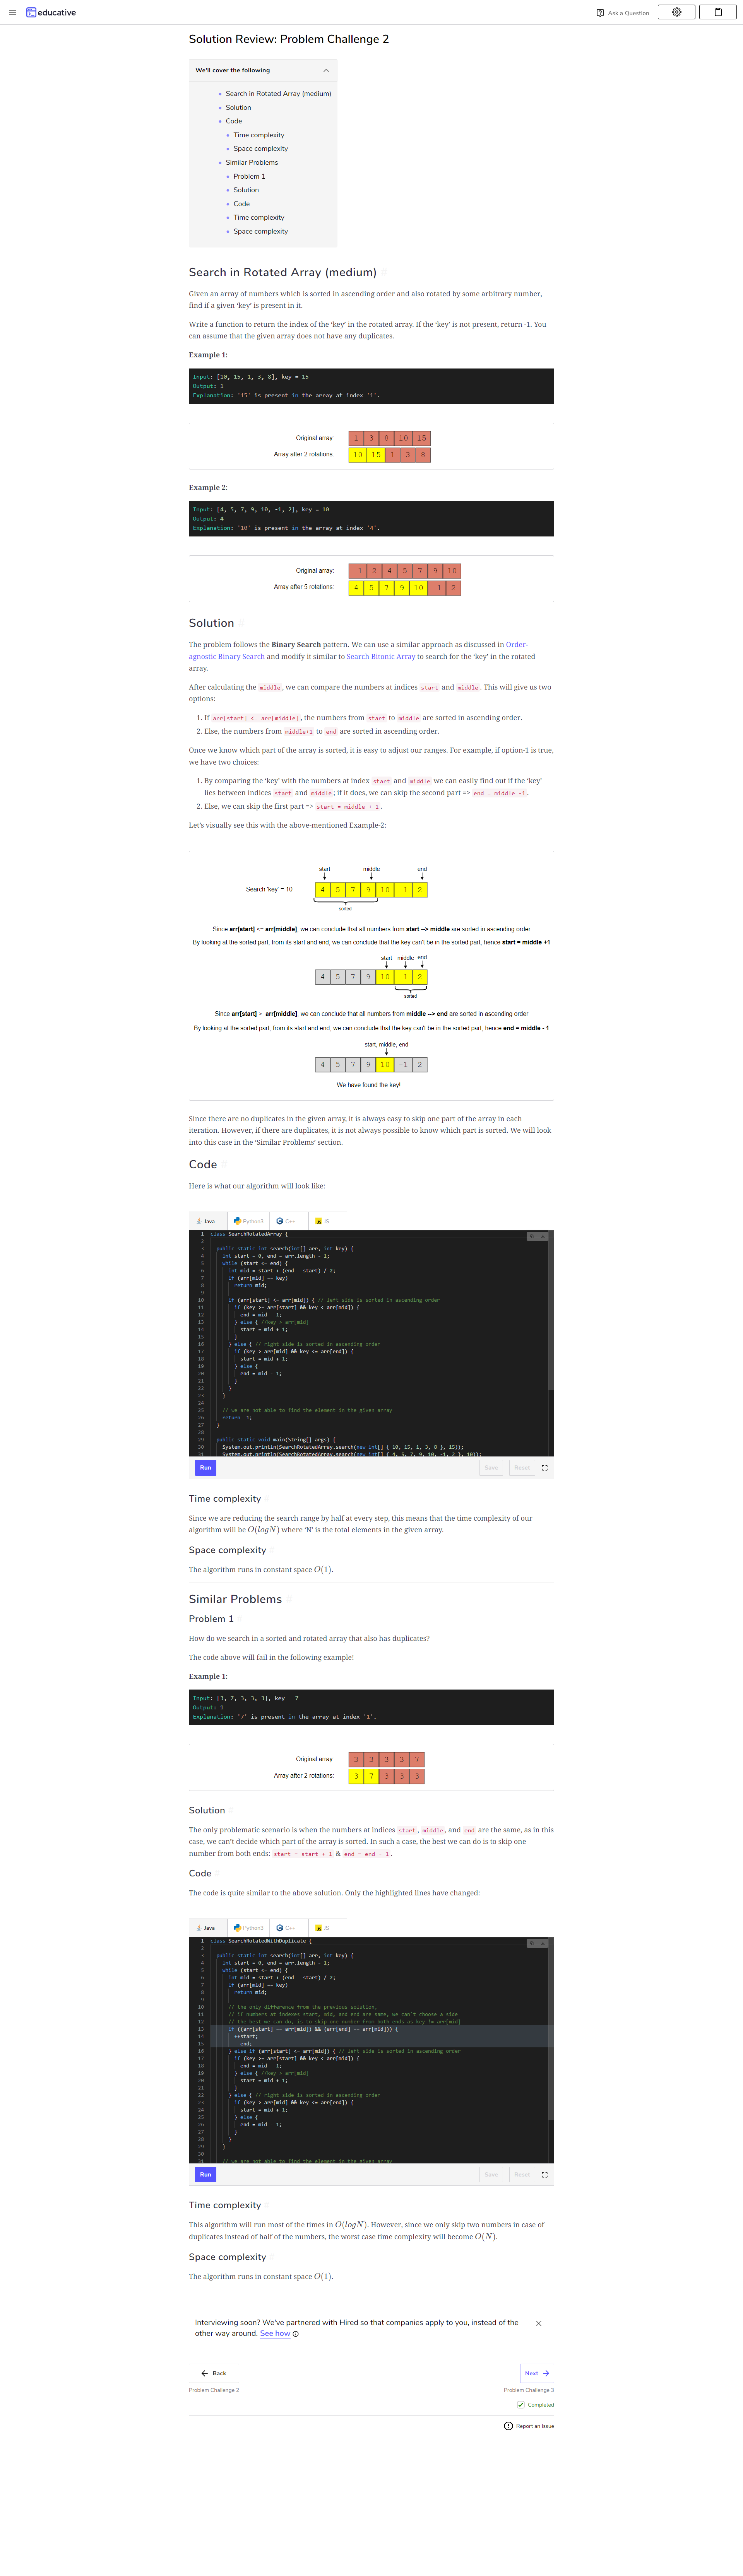 educative
Ask a Question
Solution Review: Problem Challenge 2
We'll cover the following
Search in Rotated Array (medium)
Solution
Code
Time complexity
Space complexity
Similar Problems
Problem 1
Solution
Code
Time complexity
Space complexity
Search in Rotated Array (medium)
Given an array of numbers which is sorted in ascending order and also rotated by some arbitrary number,
find if a given ‘key’ is present in it.
Write a function to return the index of the ‘key’ in the rotated array. If the ‘key’ is not present, return -1. You
can assume that the given array does not have any duplicates.
Example 1:
Input: [10, 15, 1, 3, 8], key = 15
Output: 1
Explanation: '15' is present in the array at index '1'.
Original array: 1 3 8 10 15
Array after 2 rotations: 10 15 1 3 8
Example 2:
Input: [4, 5, 7, 9, 10, -1, 2], key = 10
Output: 4
Explanation: '10' is present in the array at index '4'.
Original array: -1 2 4 5 7 9 10
Array after 5 rotations: 4 5 7 9 10 -1 2
Solution
The problem follows the Binary Search pattern. We can use a similar approach as discussed in Order-
agnostic Binary Search and modify it similar to Search Bitonic Array to search for the ‘key’ in the rotated
array.
After calculating the middle, we can compare the numbers at indices start and middle. This will give us two
options:
1. If arr[start] <= arr[middle], the numbers from start to middle are sorted in ascending order.
2. Else, the numbers from middle+1 to end are sorted in ascending order.
Once we know which part of the array is sorted, it is easy to adjust our ranges. For example, if option-1 is true,
we have two choices:
1. By comparing the ‘key’ with the numbers at index start and middle we can easily find out if the ‘key’
lies between indices start and middle; if it does, we can skip the second part => end = middle -1.
2. Else, we can skip the first part => start = middle + 1.
Let’s visually see this with the above-mentioned Example-2:
start middle end
Search 'key' = 10 4 5 7 9 10 -1 2
sorted
Since arr[start] <= arr[middle], we can conclude that all numbers from start --> middle are sorted in ascending order
By looking at the sorted part, from its start and end, we can conclude that the key can't be in the sorted part, hence start = middle +1
start middle end
4 5 7 9 10 -1 2
sorted
Since arr[start] > arr[middle], we can conclude that all numbers from middle --> end are sorted in ascending order
By looking at the sorted part, from its start and end, we can conclude that the key can't be in the sorted part, hence end = middle - 1
start, middle, end
4 5 7 9 10 -1 2
We have found the key!
Since there are no duplicates in the given array, it is always easy to skip one part of the array in each
iteration. However, if there are duplicates, it is not always possible to know which part is sorted. We will look
into this case in the ‘Similar Problems’ section.
Code
Here is what our algorithm will look like:
Java Python3 C++ JS
1 class SearchRotatedArray {
2
3 public static int search(int[] arr, int key) {
4 int start = 0, end = arr.length - 1;
5 while (start <= end) {
6 int mid = start + (end - start) / 2;
7 if (arr[mid] == key)
8 return mid;
9
10 if (arr[start] <= arr[mid]) { // left side is sorted in ascending order
11 if (key >= arr[start] && key < arr[mid]) {
12 end = mid - 1;
13 } else { //key > arr[mid]
14 start = mid + 1;
15 }
16 } else { // right side is sorted in ascending order
17 if (key > arr[mid] && key <= arr[end]) {
18 start = mid + 1;
19 } else {
20 end = mid - 1;
21 }
22 }
23 }
24
25 // we are not able to find the element in the given array
26 return -1;
27 }
28
29 public static void main(String[] args) {
30 System.out.println(SearchRotatedArray.search(new int[] { 10, 15, 1, 3, 8 }, 15));
31 System.out.println(SearchRotatedArray.search(new int[] { 4, 5, 7, 9, 10, -1, 2 }, 10));
Run Save Reset
Time complexity
Since we are reducing the search range by half at every step, this means that the time complexity of our
algorithm will be O(logN) where ‘N’ is the total elements in the given array.
Space complexity
The algorithm runs in constant space O(1).
Similar Problems
Problem 1
How do we search in a sorted and rotated array that also has duplicates?
The code above will fail in the following example!
Example 1:
Input: [3, 7, 3, 3, 3], key = 7
Output: 1
Explanation: '7' is present in the array at index '1'.
Original array: 3 3 3 3 7
Array after 2 rotations: 3 7 3 3 3
Solution
The only problematic scenario is when the numbers at indices start, middle, and end are the same, as in this
case, we can’t decide which part of the array is sorted. In such a case, the best we can do is to skip one
number from both ends: start = start + 1 & end = end - 1.
Code
The code is quite similar to the above solution. Only the highlighted lines have changed:
Java Python3 C++ JS
1 class SearchRotatedWithDuplicate {
2
3 public static int search(int[] arr, int key) {
4 int start = 0, end = arr.length - 1;
5 while (start <= end) {
6 int mid = start + (end - start) / 2;
7 if (arr[mid] == key)
8 return mid;
9
10 // the only difference from the previous solution,
11 // if numbers at indexes start, mid, and end are same, we can't choose a side
12 // the best we can do, is to skip one number from both ends as key != arr[mid]
13 if ((arr[start] == arr[mid]) && (arr[end] == arr[mid])) {
14 ++start;
15 --end;
16 } else if (arr[start] <= arr[mid]) { // left side is sorted in ascending order
17 if (key >= arr[start] && key < arr[mid]) {
18 end = mid - 1;
19 } else { //key > arr[mid]
20 start = mid + 1;
21 }
22 } else { // right side is sorted in ascending order
23 if (key > arr[mid] && key <= arr[end]) {
24 start = mid + 1;
25 } else {
26 end = mid - 1;
27 }
28 }
29 }
30
31 // we are not able to find the element in the given array
Run Save Reset
Time complexity
This algorithm will run most of the times in O(logN). However, since we only skip two numbers in case of
duplicates instead of half of the numbers, the worst case time complexity will become O(N).
Space complexity
The algorithm runs in constant space O(1).
Interviewing soon? We've partnered with Hired so that companies apply to you, instead of the
other way around. See how
Back Next
Problem Challenge 2 Problem Challenge 3
Completed
Report an Issue